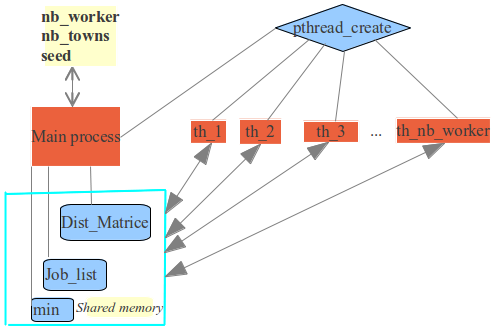 nb_worker
nb_towns
seed
pthread_create
Main process
th_1
th_2
th_3
...
th_nb_worker
Dist_Matrice
Job_list
min
Shared memory